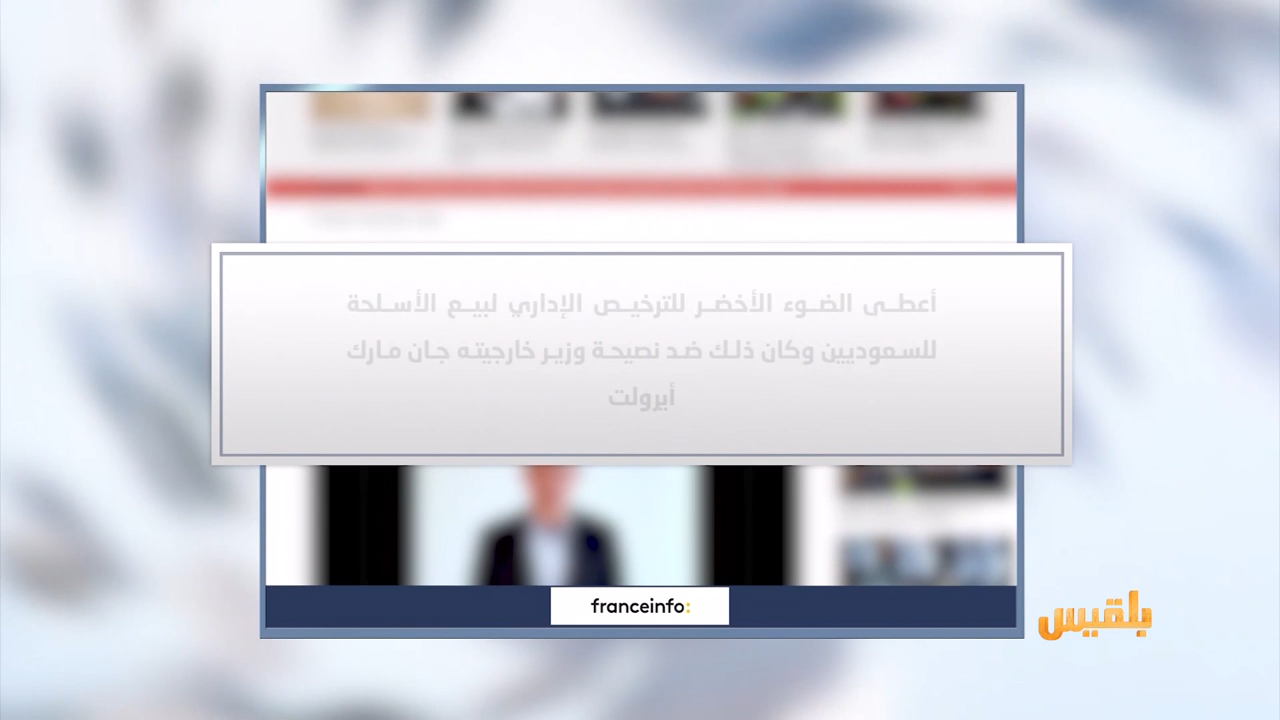 أعطى الضوء الأخضر للترخيص الإداري لبيع الأسلحة
للسعوديين وكان ذلك ضد نصيحة وزير خارجيته جان مارك
أيرولت
franceinfo:
بلقيس